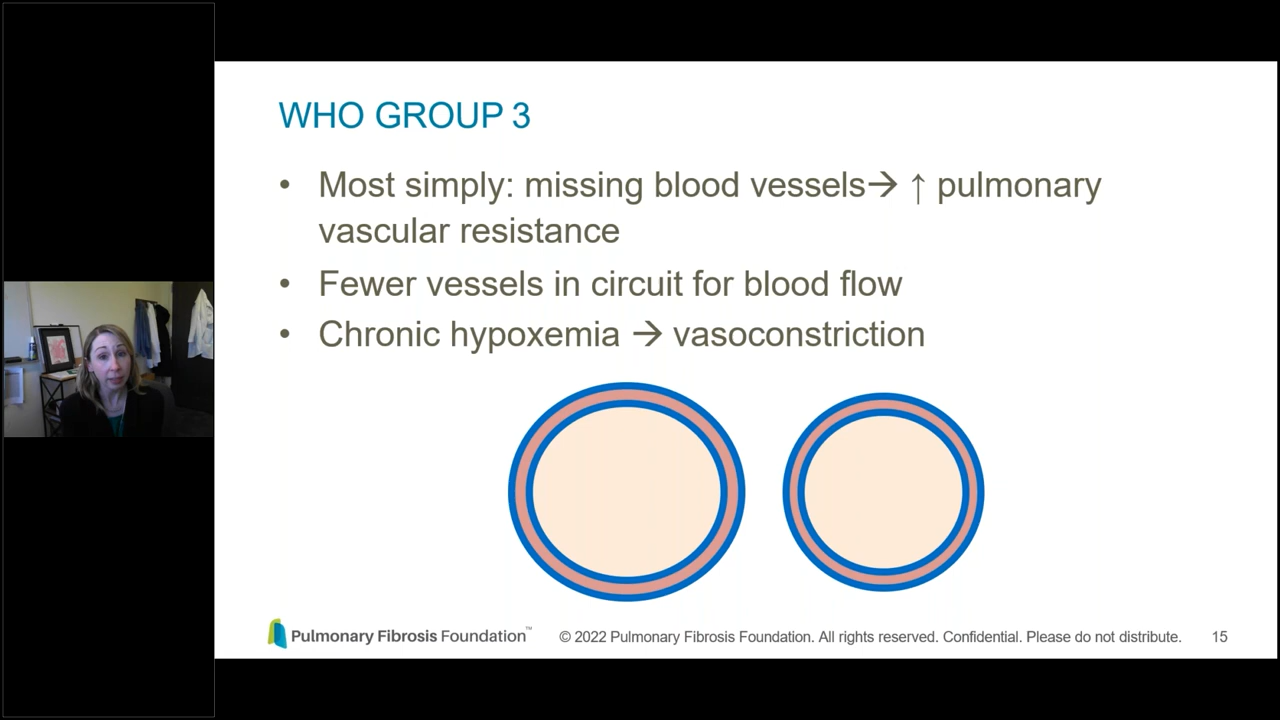 WHO GROUP 3
• Most simply: missing blood vessels→ ↑ pulmonary
vascular resistance
• Fewer vessels in circuit for blood flow
• Chronic hypoxemia → vasoconstriction
Pulmonary Fibrosis Foundation™ © 2022 Pulmonary Fibrosis Foundation. All rights reserved. Confidential. Please do not distribute. 15